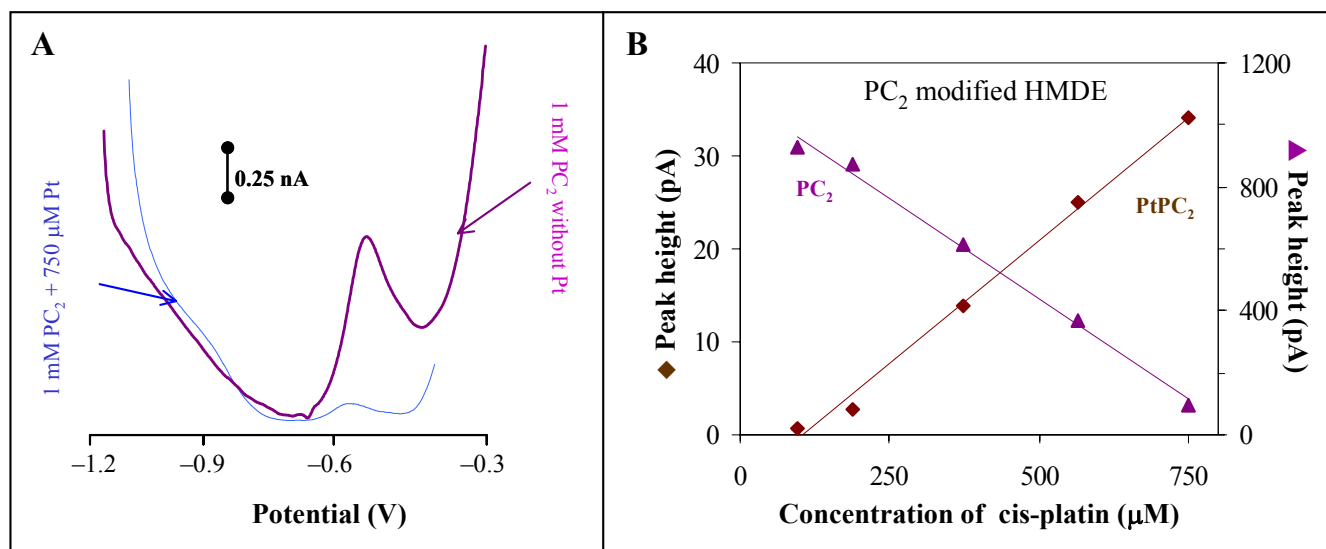 A
0.25 nA
1 mM PC₂ + 750 μM Pt
1 mM PC₂ without Pt
–1.2 –0.9 –0.6 –0.3
Potential (V)
B
PC₂ modified HMDE
40
30
20
10
0
Peak height (pA)
PC₂
PtPC₂
1200
800
400
0
Peak height (pA)
0 250 500 750
Concentration of cis-platin (μM)